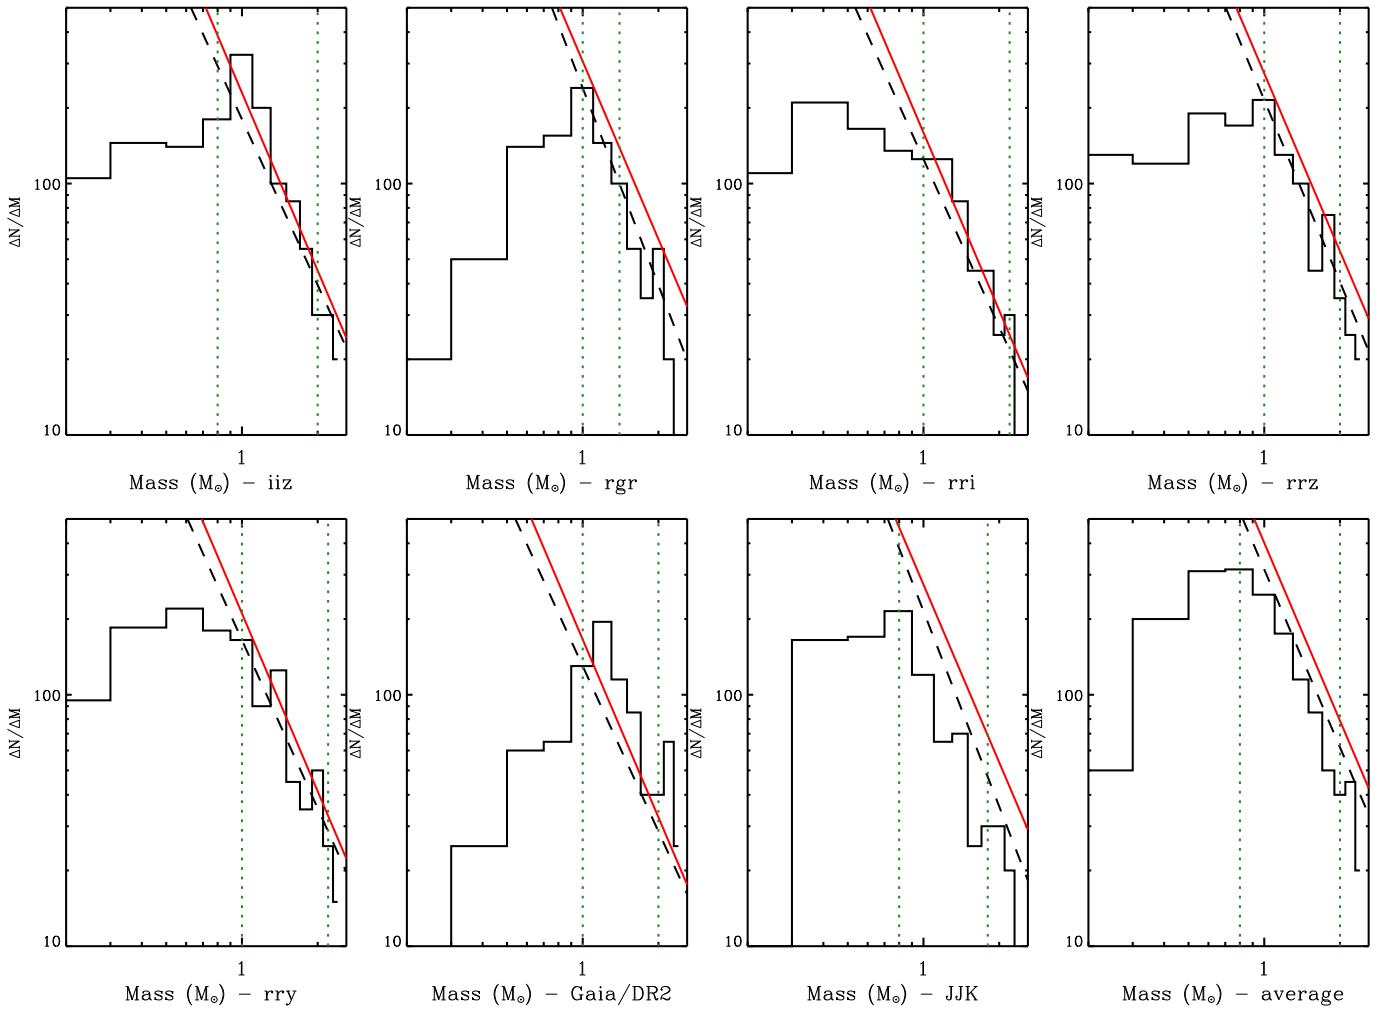 ΔN/ΔM
100
10
1
Mass (M☉) − iiz
ΔN/ΔM
100
10
1
Mass (M☉) − rgr
ΔN/ΔM
100
10
1
Mass (M☉) − rri
ΔN/ΔM
100
10
1
Mass (M☉) − rrz
ΔN/ΔM
100
10
1
Mass (M☉) − rry
ΔN/ΔM
100
10
1
Mass (M☉) − Gaia/DR2
ΔN/ΔM
100
10
1
Mass (M☉) − JJK
ΔN/ΔM
100
10
1
Mass (M☉) − average